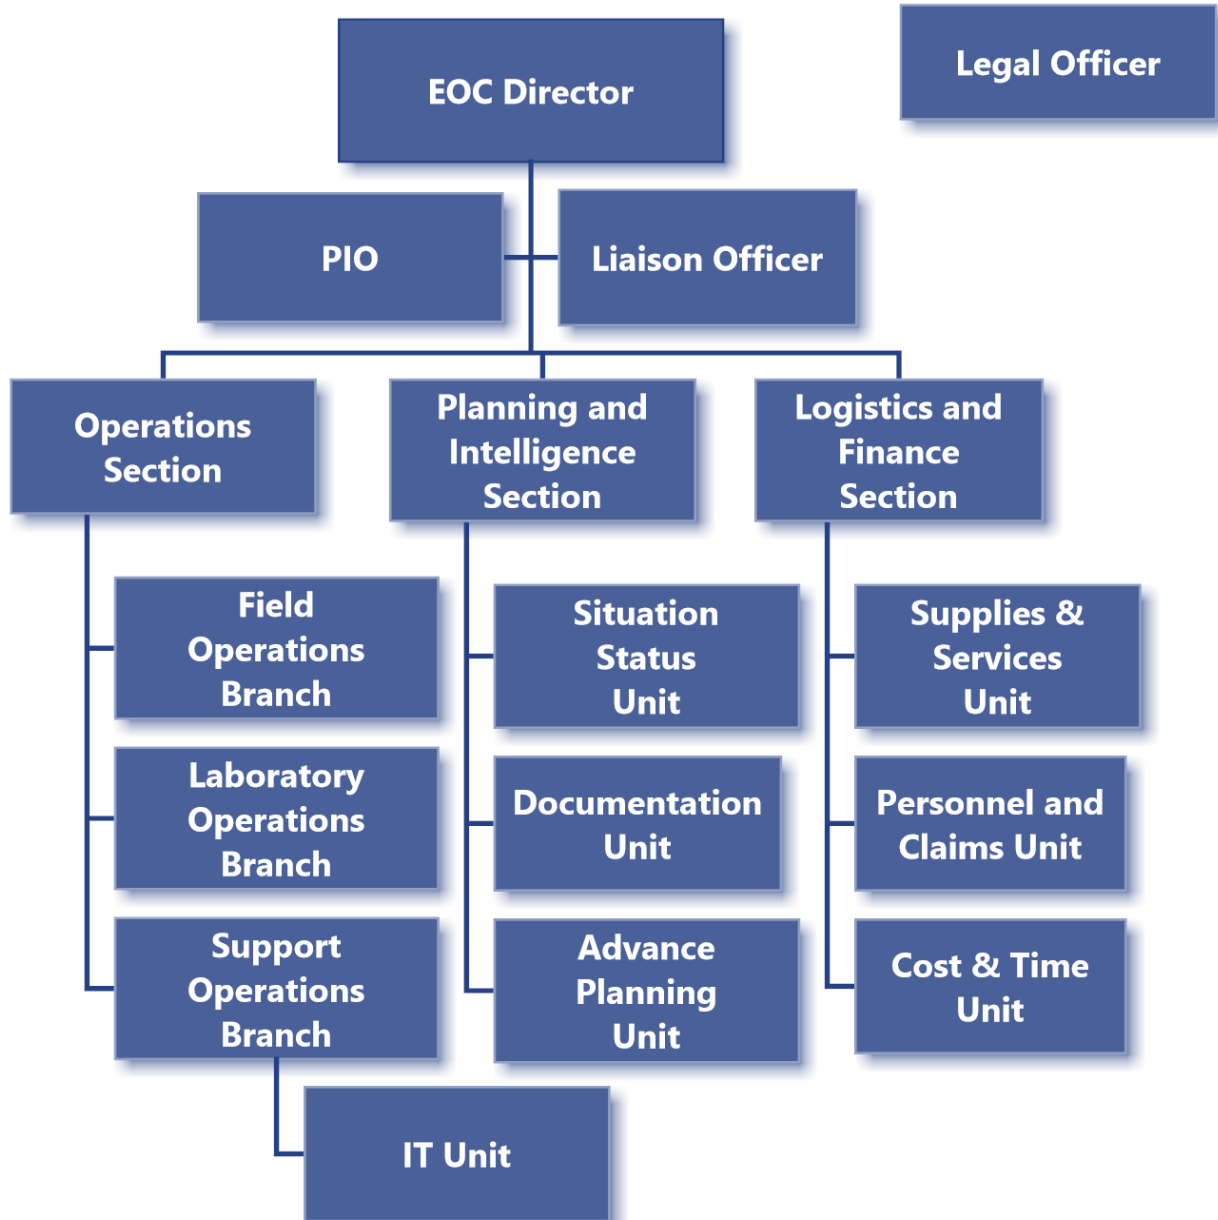 EOC Director
Legal Officer
PIO
Liaison Officer
Operations
Section
Planning and
Intelligence
Section
Logistics and
Finance
Section
Field
Operations
Branch
Situation
Status
Unit
Supplies &
Services
Unit
Laboratory
Operations
Branch
Documentation
Unit
Personnel and
Claims Unit
Support
Operations
Branch
Advance
Planning
Unit
Cost & Time
Unit
IT Unit